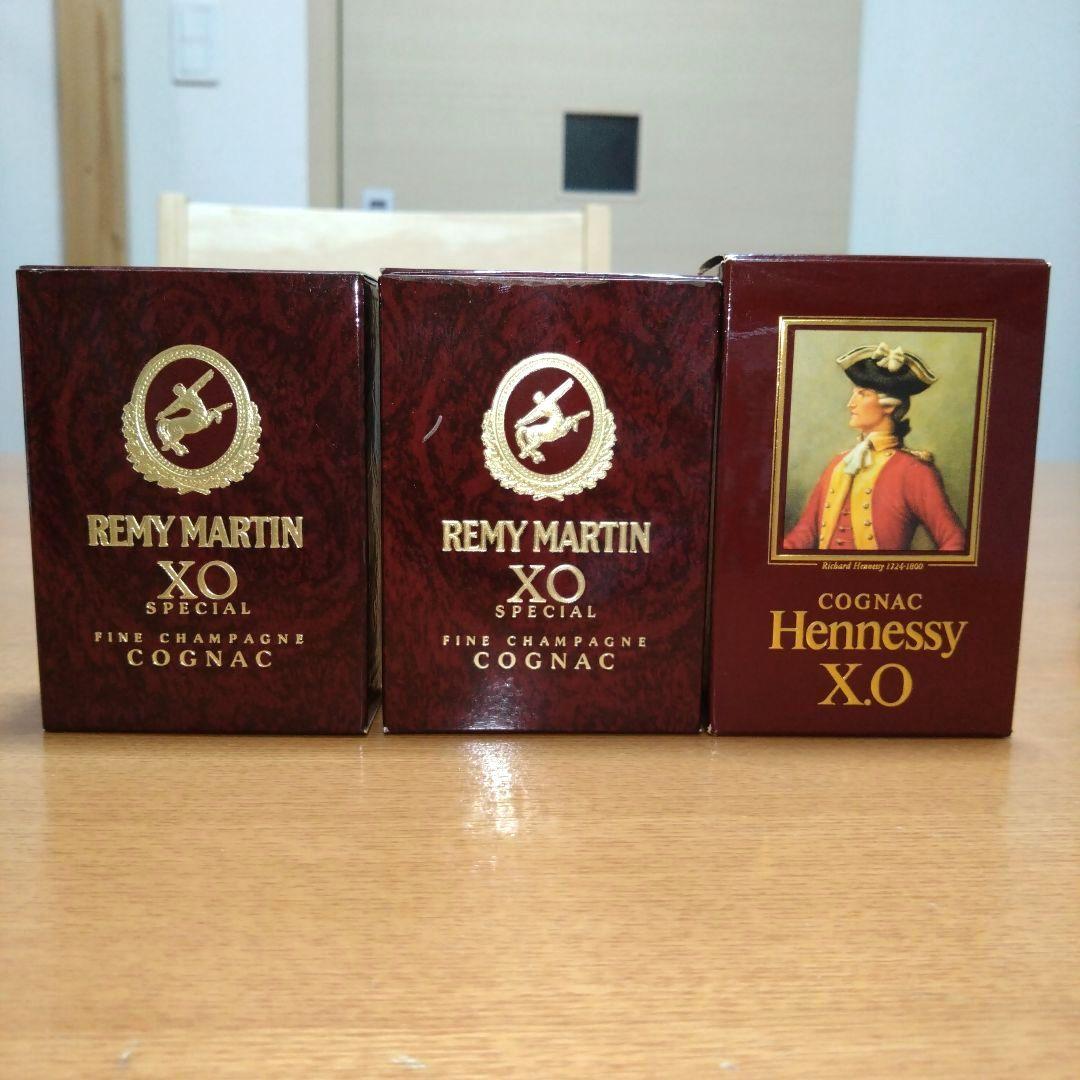 REMY MARTIN
XO
SPECIAL
FINE CHAMPAGNE
COGNAC
REMY MARTIN
XO
SPECIAL
FINE CHAMPAGNE
COGNAC
Richard Hennessy 1724-1800
COGNAC
Hennessy
X.O